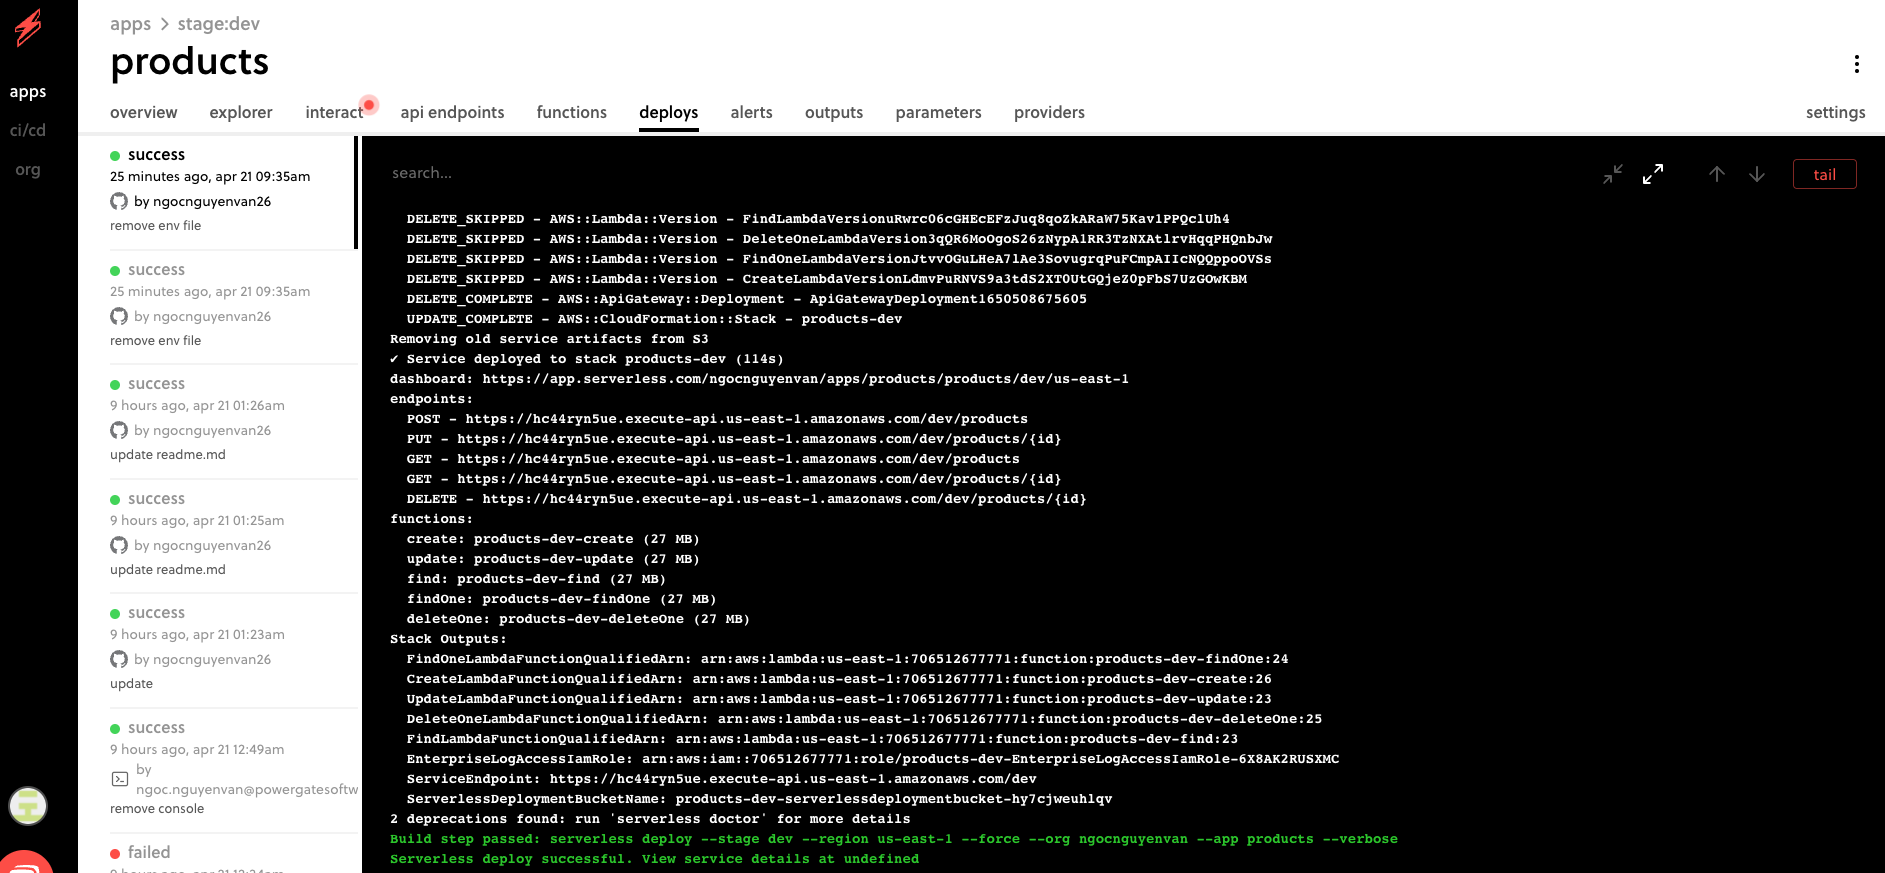 apps > stage:dev
products
apps
ci/cd
org
overview explorer interact api endpoints functions deploys alerts outputs parameters providers settings
success
25 minutes ago, apr 21 09:35am
by ngocnguyenvan26
remove env file
success
25 minutes ago, apr 21 09:35am
by ngocnguyenvan26
remove env file
success
9 hours ago, apr 21 01:26am
by ngocnguyenvan26
update readme.md
success
9 hours ago, apr 21 01:25am
by ngocnguyenvan26
update readme.md
success
9 hours ago, apr 21 01:23am
by ngocnguyenvan26
update
success
9 hours ago, apr 21 12:49am
by
ngoc.nguyenvan@powergatesoftw
remove console
failed
search...
tail
DELETE_SKIPPED - AWS::Lambda::Version - FindLambdaVersionuRwrc06cGHEcEFzJuq8qoZkARaW75Kav1PPQclUh4
DELETE_SKIPPED - AWS::Lambda::Version - DeleteOneLambdaVersion3qQR6MoOgoS26zNypA1RR3TzNXAtlrvHqqPHQnbJw
DELETE_SKIPPED - AWS::Lambda::Version - FindOneLambdaVersionJtvvOGuLHeA7lAe3SovugrqPuFCmpAIIcNQQppoOVSs
DELETE_SKIPPED - AWS::Lambda::Version - CreateLambdaVersionLdmvPuRNVS9a3tdS2XT0UtGQjeZ0pFbS7UzGOwKBM
DELETE_COMPLETE - AWS::ApiGateway::Deployment - ApiGatewayDeployment1650508675605
UPDATE_COMPLETE - AWS::CloudFormation::Stack - products-dev
Removing old service artifacts from S3
✔ Service deployed to stack products-dev (114s)
dashboard: https://app.serverless.com/ngocnguyenvan/apps/products/products/dev/us-east-1
endpoints:
POST - https://hc44ryn5ue.execute-api.us-east-1.amazonaws.com/dev/products
PUT - https://hc44ryn5ue.execute-api.us-east-1.amazonaws.com/dev/products/{id}
GET - https://hc44ryn5ue.execute-api.us-east-1.amazonaws.com/dev/products
GET - https://hc44ryn5ue.execute-api.us-east-1.amazonaws.com/dev/products/{id}
DELETE - https://hc44ryn5ue.execute-api.us-east-1.amazonaws.com/dev/products/{id}
functions:
create: products-dev-create (27 MB)
update: products-dev-update (27 MB)
find: products-dev-find (27 MB)
findOne: products-dev-findOne (27 MB)
deleteOne: products-dev-deleteOne (27 MB)
Stack Outputs:
FindOneLambdaFunctionQualifiedArn: arn:aws:lambda:us-east-1:706512677771:function:products-dev-findOne:24
CreateLambdaFunctionQualifiedArn: arn:aws:lambda:us-east-1:706512677771:function:products-dev-create:26
UpdateLambdaFunctionQualifiedArn: arn:aws:lambda:us-east-1:706512677771:function:products-dev-update:23
DeleteOneLambdaFunctionQualifiedArn: arn:aws:lambda:us-east-1:706512677771:function:products-dev-deleteOne:25
FindLambdaFunctionQualifiedArn: arn:aws:lambda:us-east-1:706512677771:function:products-dev-find:23
EnterpriseLogAccessIamRole: arn:aws:iam::706512677771:role/products-dev-EnterpriseLogAccessIamRole-6X8AK2RUSXMC
ServiceEndpoint: https://hc44ryn5ue.execute-api.us-east-1.amazonaws.com/dev
ServerlessDeploymentBucketName: products-dev-serverlessdeploymentbucket-hy7cjweuhlqv
2 deprecations found: run 'serverless doctor' for more details
Build step passed: serverless deploy --stage dev --region us-east-1 --force --org ngocnguyenvan --app products --verbose
Serverless deploy successful. View service details at undefined